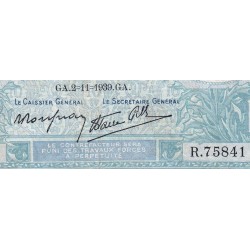 GA.2-11-1939.GA.
LE CAISSIER GÉNÉRAL LE SECRÉTAIRE GÉNÉRAL
LE CONTREFACTEUR SERA
PUNI DES TRAVAUX FORCÉS
À PERPÉTUITÉ
R.75841